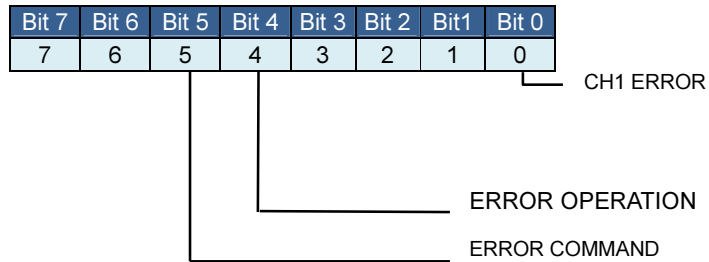 Bit 7 Bit 6 Bit 5 Bit 4 Bit 3 Bit 2 Bit1 Bit 0
7 6 5 4 3 2 1 0
CH1 ERROR
ERROR OPERATION
ERROR COMMAND